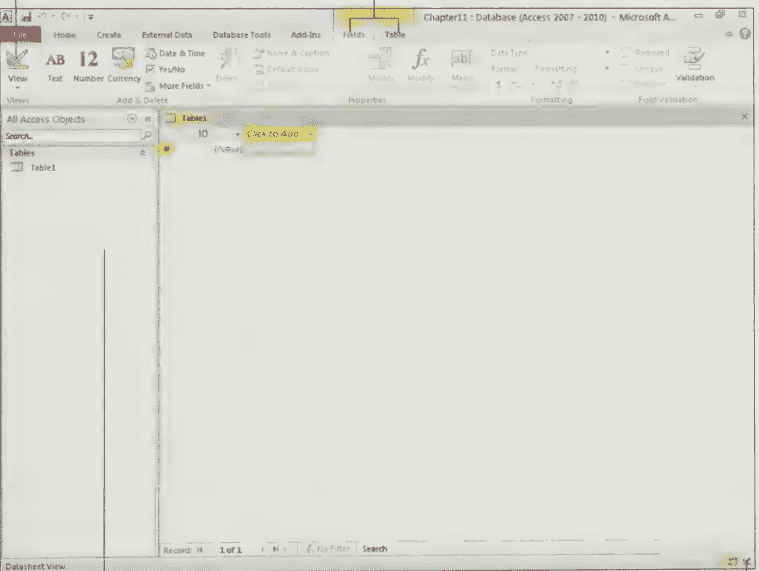 Chapter11 : Database (Access 2007 - 2010) - Microsoft A...
File Home Create External Data Database Tools Add-Ins Fields Table
View
AB Text
12 Number
Currency
Date & Time
Yes/No
More Fields
Delete
Name & Caption
Default Value
Modify
fx Modify
ab Memo
Data Type
Format Formatting
$
Required
Unique
Validation
Views Add & Delete Properties Formatting Field Validation
All Access Objects
Search...
Tables
Table1
Table1
ID Click to Add
* (New)
Record: 1 of 1 No Filter Search
Datasheet View